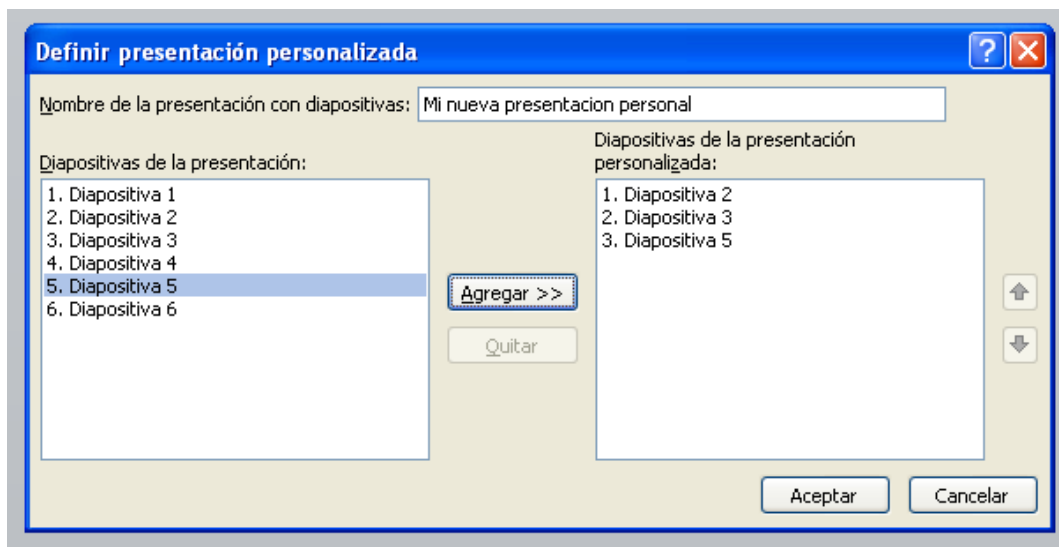 Definir presentación personalizada
Nombre de la presentación con diapositivas: Mi nueva presentacion personal
Diapositivas de la presentación:
1. Diapositiva 1
2. Diapositiva 2
3. Diapositiva 3
4. Diapositiva 4
5. Diapositiva 5
6. Diapositiva 6
Agregar >>
Quitar
Diapositivas de la presentación
personalizada:
1. Diapositiva 2
2. Diapositiva 3
3. Diapositiva 5
Aceptar
Cancelar